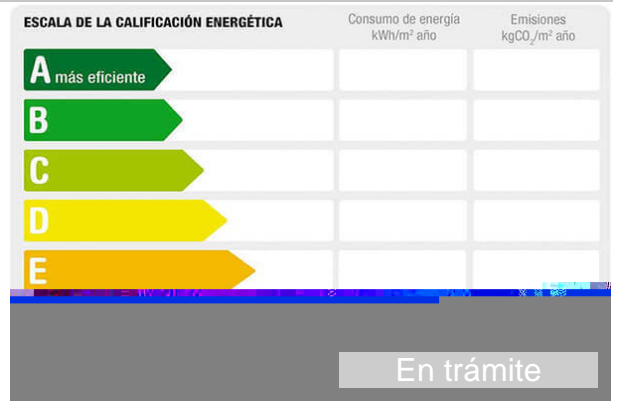 ESCALA DE LA CALIFICACIÓN ENERGÉTICA
Consumo de energía
kWh/m² año
Emisiones
kgCO₂/m² año
A más eficiente
B
C
D
E
En trámite